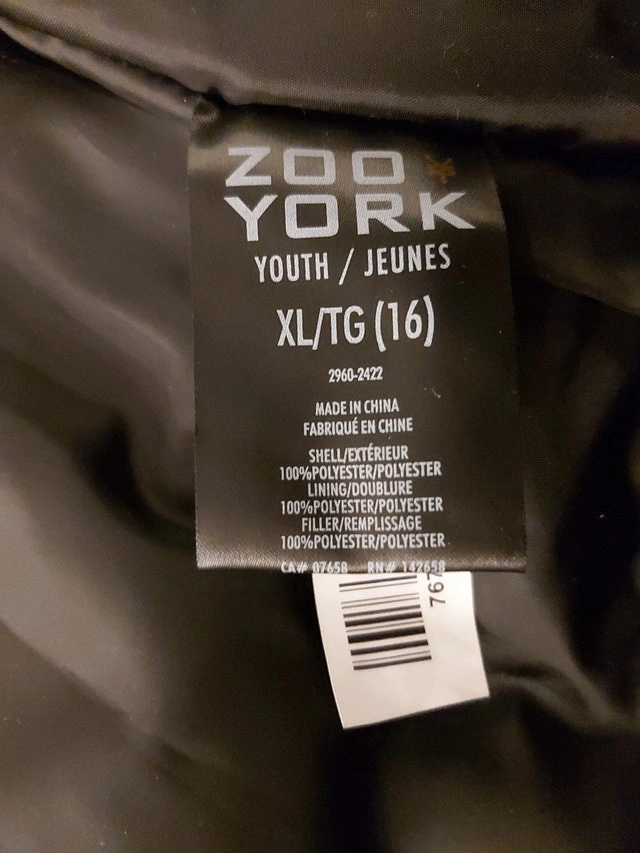 ZOO
YORK
YOUTH / JEUNES
XL/TG (16)
2960-2422
MADE IN CHINA
FABRIQUÉ EN CHINE
SHELL/EXTÉRIEUR
100%POLYESTER/POLYESTER
LINING/DOUBLURE
100%POLYESTER/POLYESTER
FILLER/REMPLISSAGE
100%POLYESTER/POLYESTER
CA# 07658 RN# 142658
767